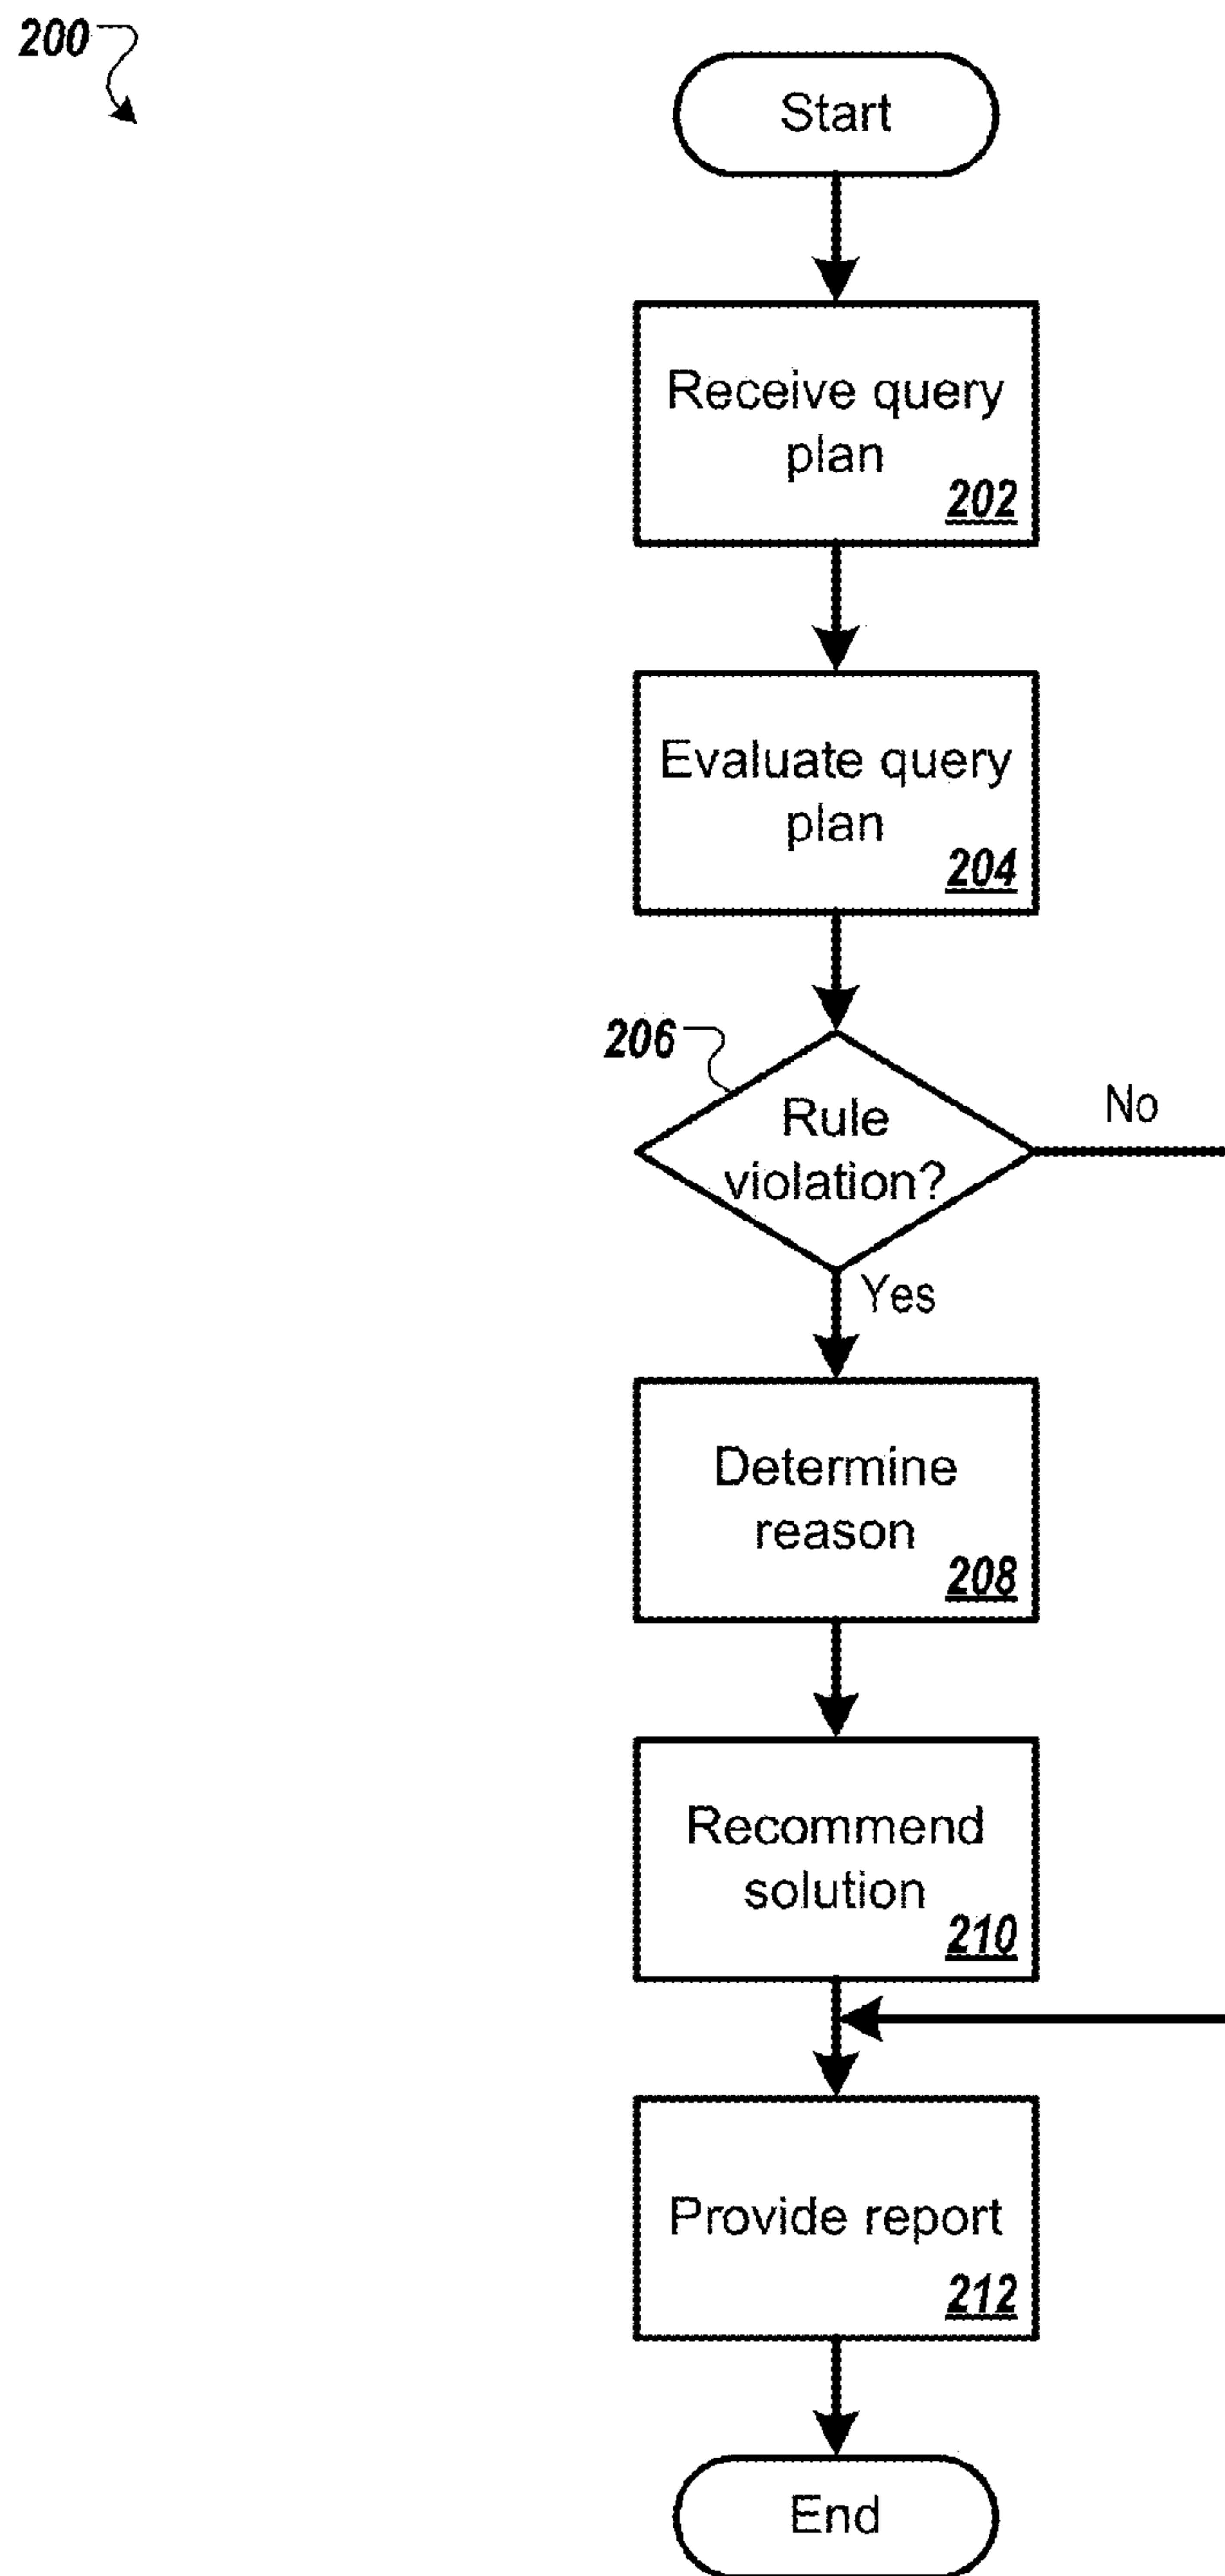 200
Start
Receive query
plan
202
Evaluate query
plan
204
206
Rule
violation?
No
Yes
Determine
reason
208
Recommend
solution
210
Provide report
212
End